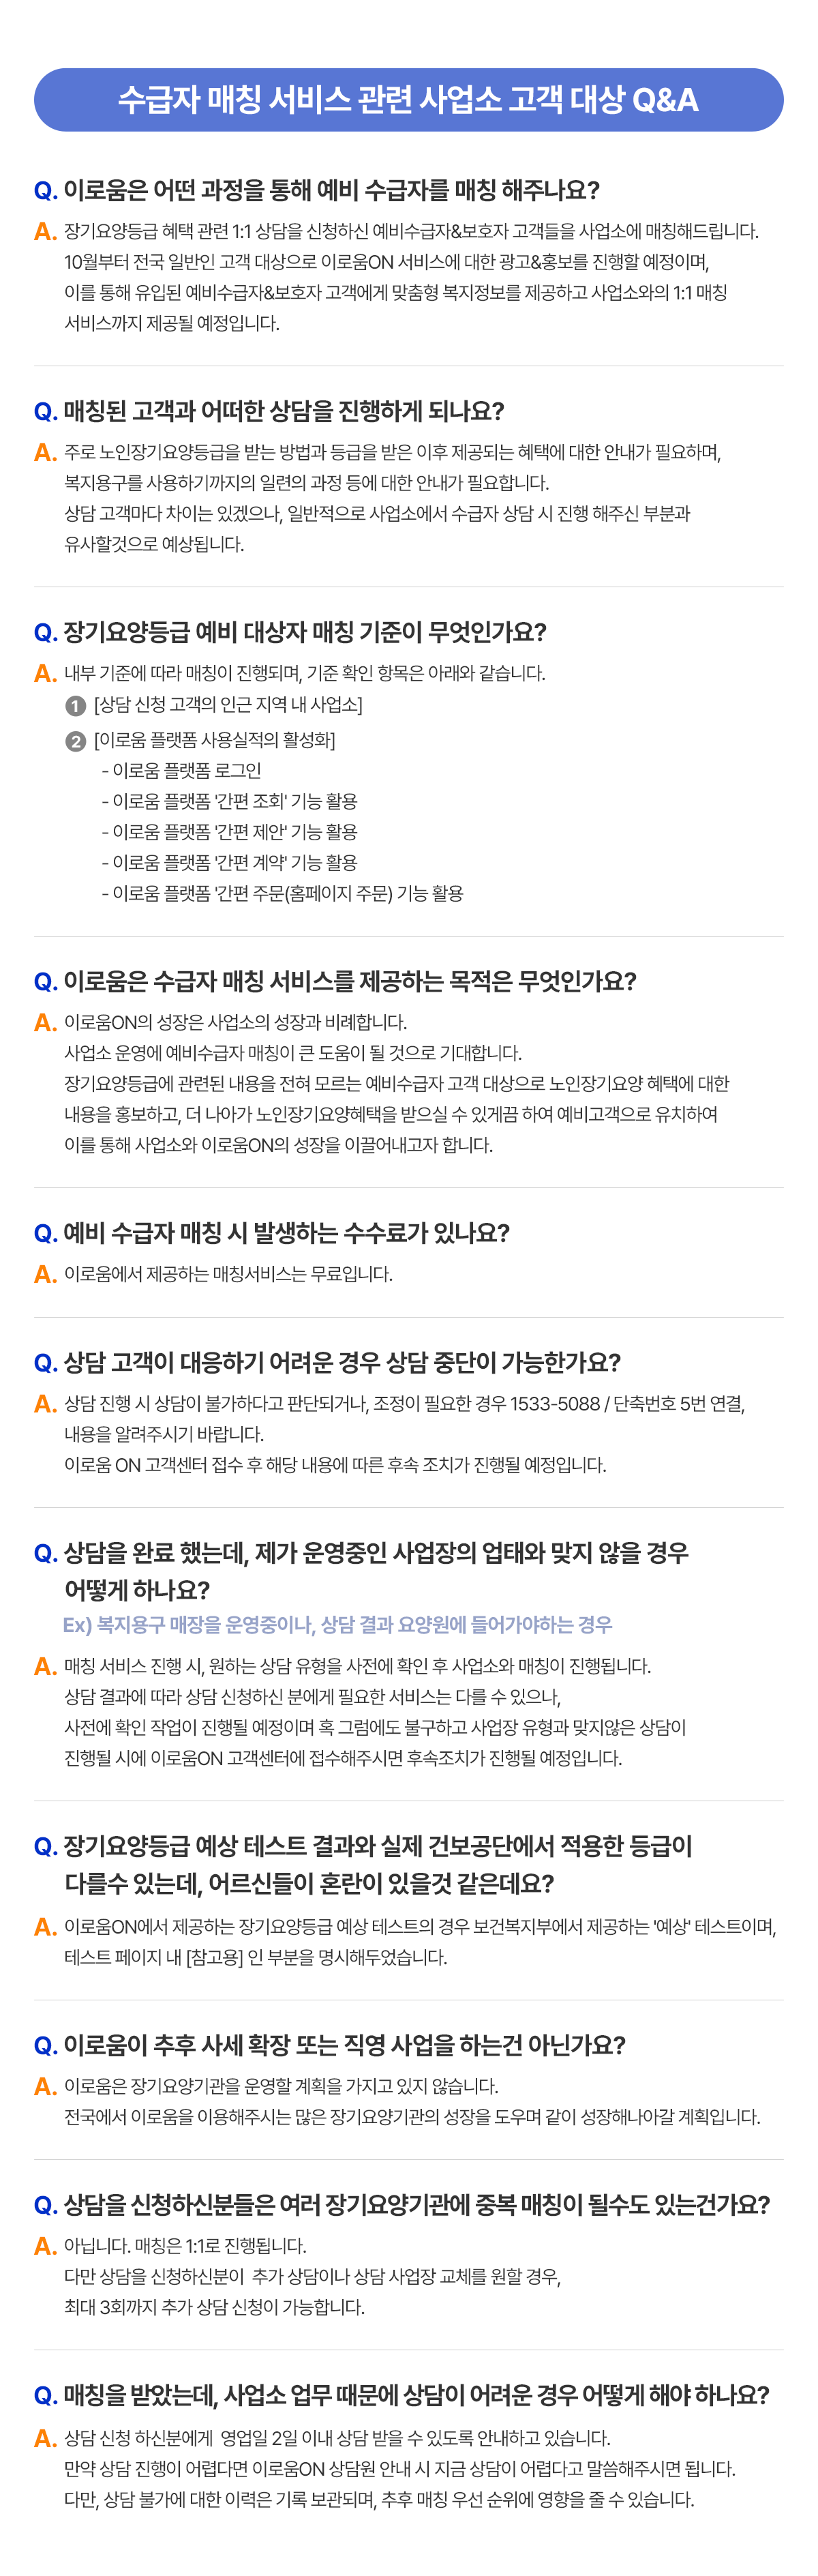 수급자 매칭 서비스 관련 사업소 고객 대상 Q&A
Q. 이로움은 어떤 과정을 통해 예비 수급자를 매칭 해주나요?
A. 장기요양등급 혜택 관련 1:1 상담을 신청하신 예비수급자&보호자 고객들을 사업소에 매칭해드립니다.
10월부터 전국 일반인 고객 대상으로 이로움ON 서비스에 대한 광고&홍보를 진행할 예정이며,
이를 통해 유입된 예비수급자&보호자 고객에게 맞춤형 복지정보를 제공하고 사업소와의 1:1 매칭
서비스까지 제공될 예정입니다.
Q. 매칭된 고객과 어떠한 상담을 진행하게 되나요?
A. 주로 노인장기요양등급을 받는 방법과 등급을 받은 이후 제공되는 혜택에 대한 안내가 필요하며,
복지용구를 사용하기까지의 일련의 과정 등에 대한 안내가 필요합니다.
상담 고객마다 차이는 있겠으나, 일반적으로 사업소에서 수급자 상담 시 진행 해주신 부분과
유사할것으로 예상됩니다.
Q. 장기요양등급 예비 대상자 매칭 기준이 무엇인가요?
A. 내부 기준에 따라 매칭이 진행되며, 기준 확인 항목은 아래와 같습니다.
1 [상담 신청 고객의 인근 지역 내 사업소]
2 [이로움 플랫폼 사용실적의 활성화]
- 이로움 플랫폼 로그인
- 이로움 플랫폼 '간편 조회' 기능 활용
- 이로움 플랫폼 '간편 제안' 기능 활용
- 이로움 플랫폼 '간편 계약' 기능 활용
- 이로움 플랫폼 '간편 주문(홈페이지 주문) 기능 활용
Q. 이로움은 수급자 매칭 서비스를 제공하는 목적은 무엇인가요?
A. 이로움ON의 성장은 사업소의 성장과 비례합니다.
사업소 운영에 예비수급자 매칭이 큰 도움이 될 것으로 기대합니다.
장기요양등급에 관련된 내용을 전혀 모르는 예비수급자 고객 대상으로 노인장기요양 혜택에 대한
내용을 홍보하고, 더 나아가 노인장기요양혜택을 받으실 수 있게끔 하여 예비고객으로 유치하여
이를 통해 사업소와 이로움ON의 성장을 이끌어내고자 합니다.
Q. 예비 수급자 매칭 시 발생하는 수수료가 있나요?
A. 이로움에서 제공하는 매칭서비스는 무료입니다.
Q. 상담 고객이 대응하기 어려운 경우 상담 중단이 가능한가요?
A. 상담 진행 시 상담이 불가하다고 판단되거나, 조정이 필요한 경우 1533-5088 / 단축번호 5번 연결,
내용을 알려주시기 바랍니다.
이로움 ON 고객센터 접수 후 해당 내용에 따른 후속 조치가 진행될 예정입니다.
Q. 상담을 완료 했는데, 제가 운영중인 사업장의 업태와 맞지 않을 경우
어떻게 하나요?
Ex) 복지용구 매장을 운영중이나, 상담 결과 요양원에 들어가야하는 경우
A. 매칭 서비스 진행 시, 원하는 상담 유형을 사전에 확인 후 사업소와 매칭이 진행됩니다.
상담 결과에 따라 상담 신청하신 분에게 필요한 서비스는 다를 수 있으나,
사전에 확인 작업이 진행될 예정이며 혹 그럼에도 불구하고 사업장 유형과 맞지않은 상담이
진행될 시에 이로움ON 고객센터에 접수해주시면 후속조치가 진행될 예정입니다.
Q. 장기요양등급 예상 테스트 결과와 실제 건보공단에서 적용한 등급이
다를수 있는데, 어르신들이 혼란이 있을것 같은데요?
A. 이로움ON에서 제공하는 장기요양등급 예상 테스트의 경우 보건복지부에서 제공하는 '예상' 테스트이며,
테스트 페이지 내 [참고용] 인 부분을 명시해두었습니다.
Q. 이로움이 추후 사세 확장 또는 직영 사업을 하는건 아닌가요?
A. 이로움은 장기요양기관을 운영할 계획을 가지고 있지 않습니다.
전국에서 이로움을 이용해주시는 많은 장기요양기관의 성장을 도우며 같이 성장해나아갈 계획입니다.
Q. 상담을 신청하신분들은 여러 장기요양기관에 중복 매칭이 될수도 있는건가요?
A. 아닙니다. 매칭은 1:1로 진행됩니다.
다만 상담을 신청하신분이 추가 상담이나 상담 사업장 교체를 원할 경우,
최대 3회까지 추가 상담 신청이 가능합니다.
Q. 매칭을 받았는데, 사업소 업무 때문에 상담이 어려운 경우 어떻게 해야 하나요?
A. 상담 신청 하신분에게 영업일 2일 이내 상담 받을 수 있도록 안내하고 있습니다.
만약 상담 진행이 어렵다면 이로움ON 상담원 안내 시 지금 상담이 어렵다고 말씀해주시면 됩니다.
다만, 상담 불가에 대한 이력은 기록 보관되며, 추후 매칭 우선 순위에 영향을 줄 수 있습니다.